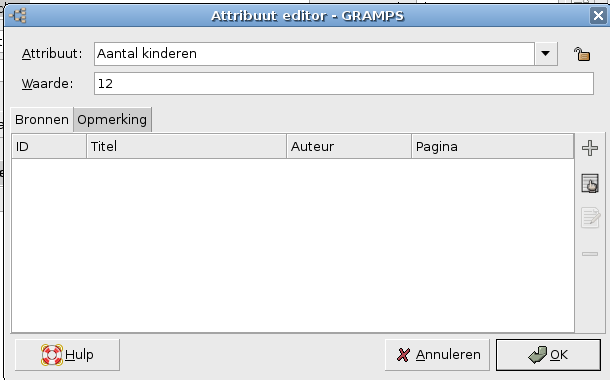 Attribuut editor - GRAMPS
Attribuut: Aantal kinderen
Waarde: 12
Bronnen Opmerking
ID Titel Auteur Pagina
Hulp Annuleren OK